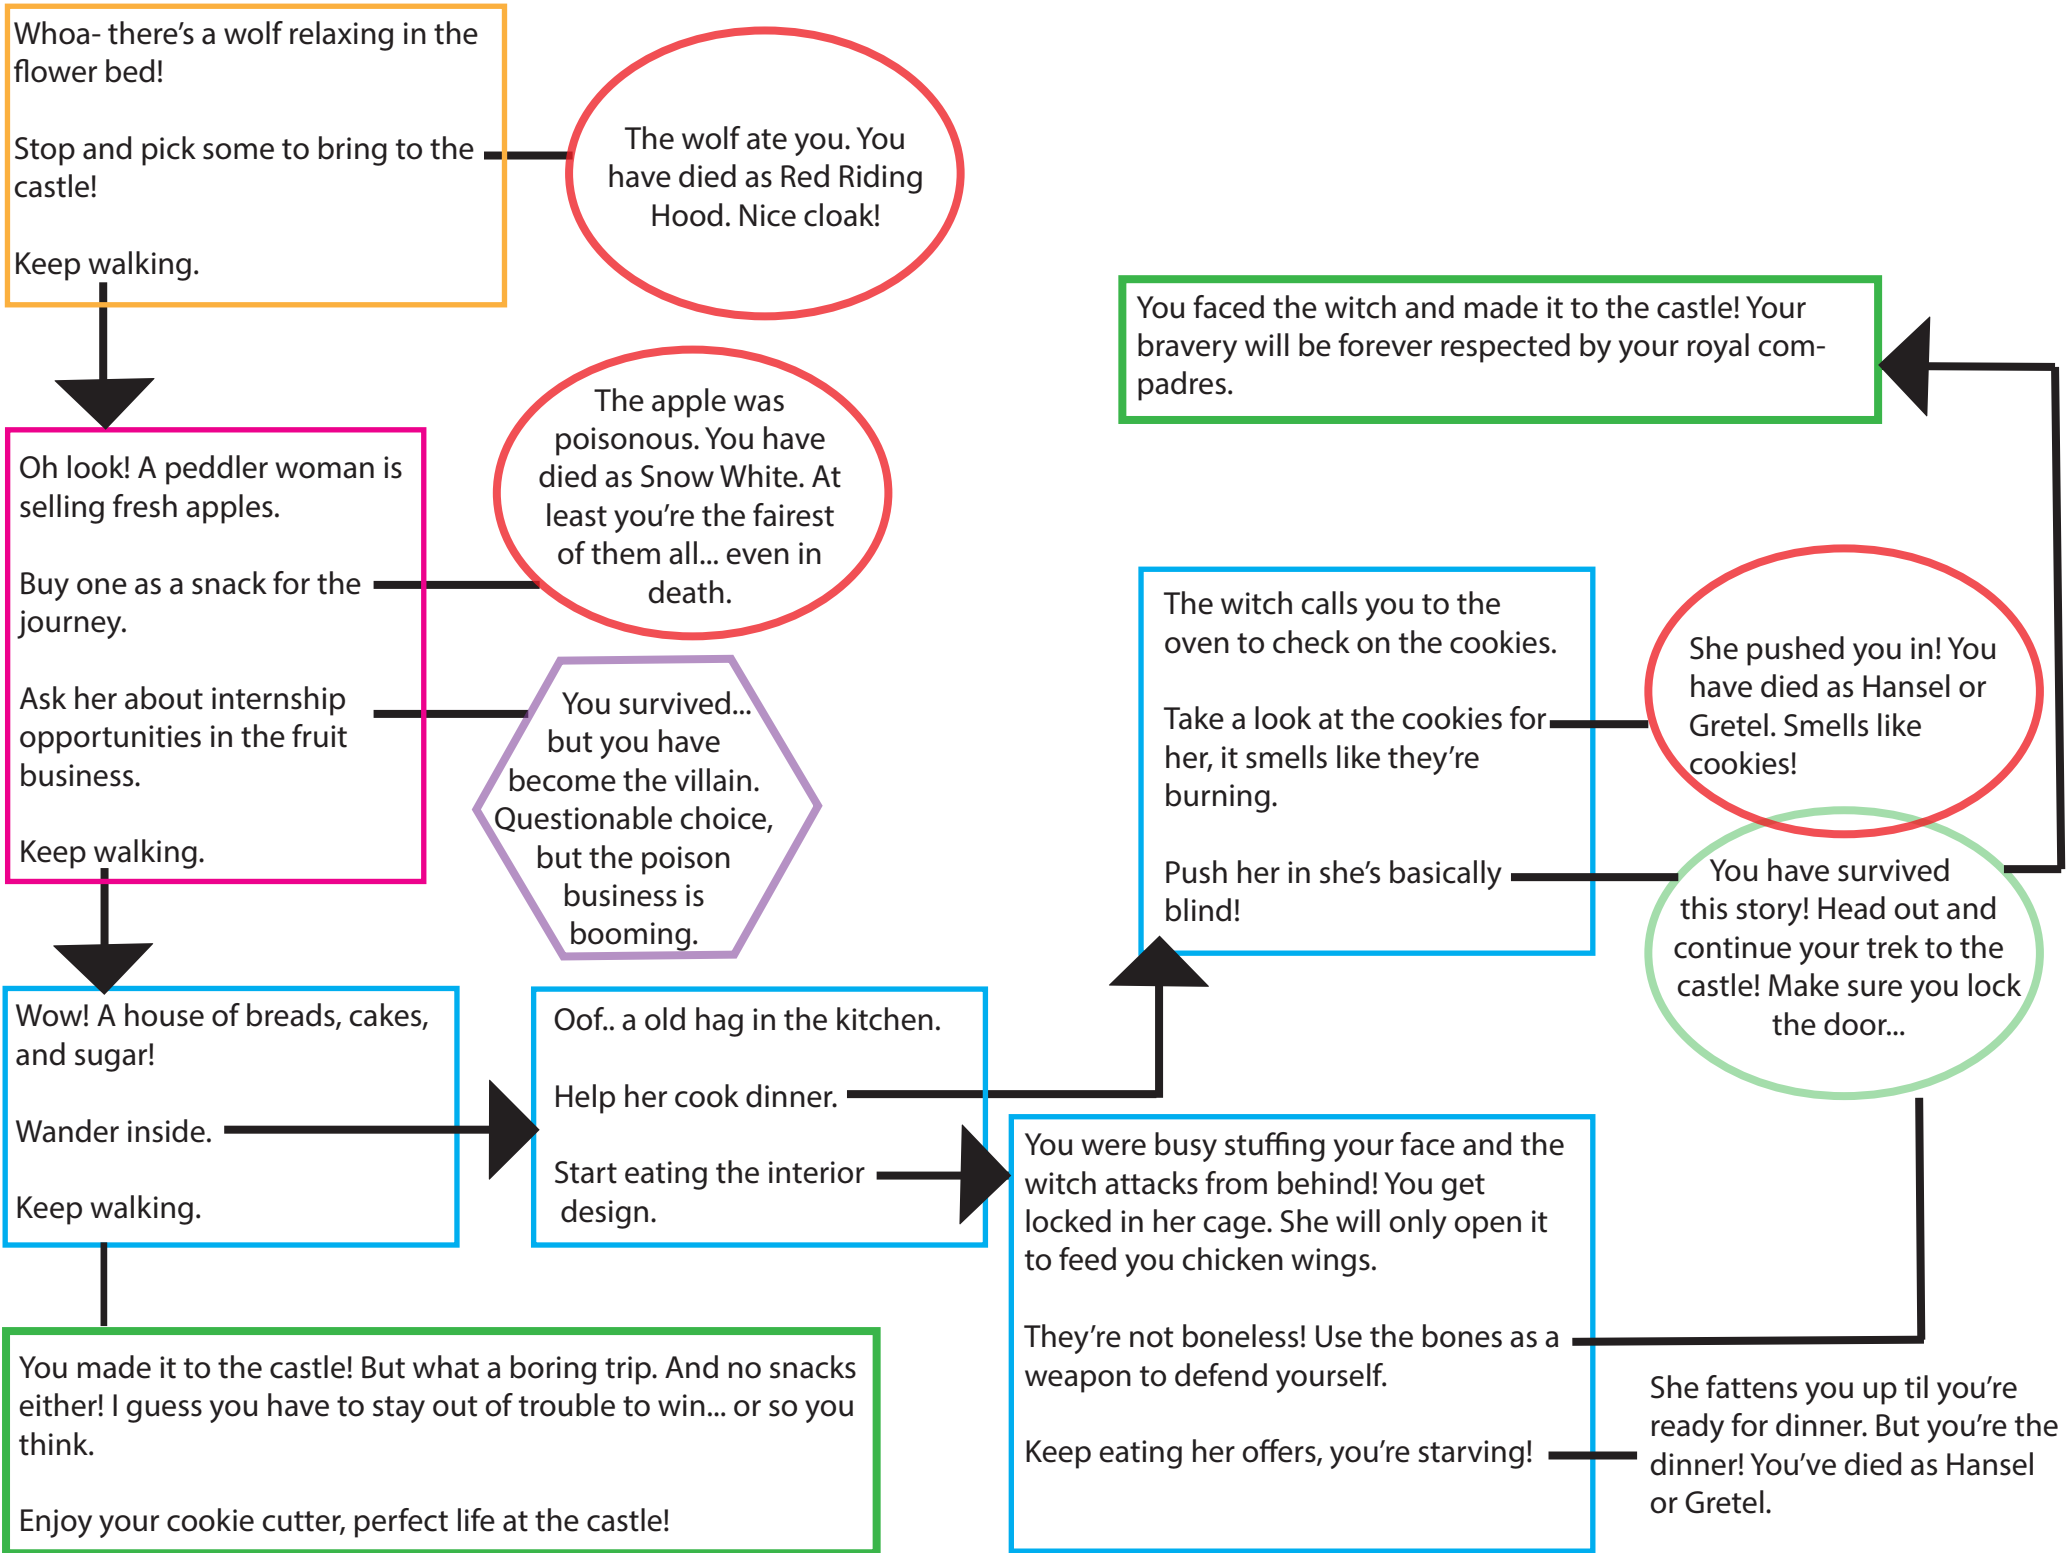 Whoa- there's a wolf relaxing in the
flower bed!
Stop and pick some to bring to the
castle!
Keep walking.
The wolf ate you. You
have died as Red Riding
Hood. Nice cloak!
Oh look! A peddler woman is
selling fresh apples.
Buy one as a snack for the
journey.
Ask her about internship
opportunities in the fruit
business.
Keep walking.
The apple was
poisonous. You have
died as Snow White. At
least you're the fairest
of them all... even in
death.
You survived...
but you have
become the villain.
Questionable choice,
but the poison
business is
booming.
Wow! A house of breads, cakes,
and sugar!
Wander inside.
Keep walking.
You made it to the castle! But what a boring trip. And no snacks
either! I guess you have to stay out of trouble to win... or so you
think.
Enjoy your cookie cutter, perfect life at the castle!
Oof.. a old hag in the kitchen.
Help her cook dinner.
Start eating the interior
design.
The witch calls you to the
oven to check on the cookies.
Take a look at the cookies for
her, it smells like they're
burning.
Push her in she's basically
blind!
She pushed you in! You
have died as Hansel or
Gretel. Smells like
cookies!
You have survived
this story! Head out and
continue your trek to the
castle! Make sure you lock
the door...
You faced the witch and made it to the castle! Your
bravery will be forever respected by your royal com-
padres.
You were busy stuffing your face and the
witch attacks from behind! You get
locked in her cage. She will only open it
to feed you chicken wings.
They're not boneless! Use the bones as a
weapon to defend yourself.
Keep eating her offers, you're starving!
She fattens you up til you're
ready for dinner. But you're the
dinner! You've died as Hansel
or Gretel.